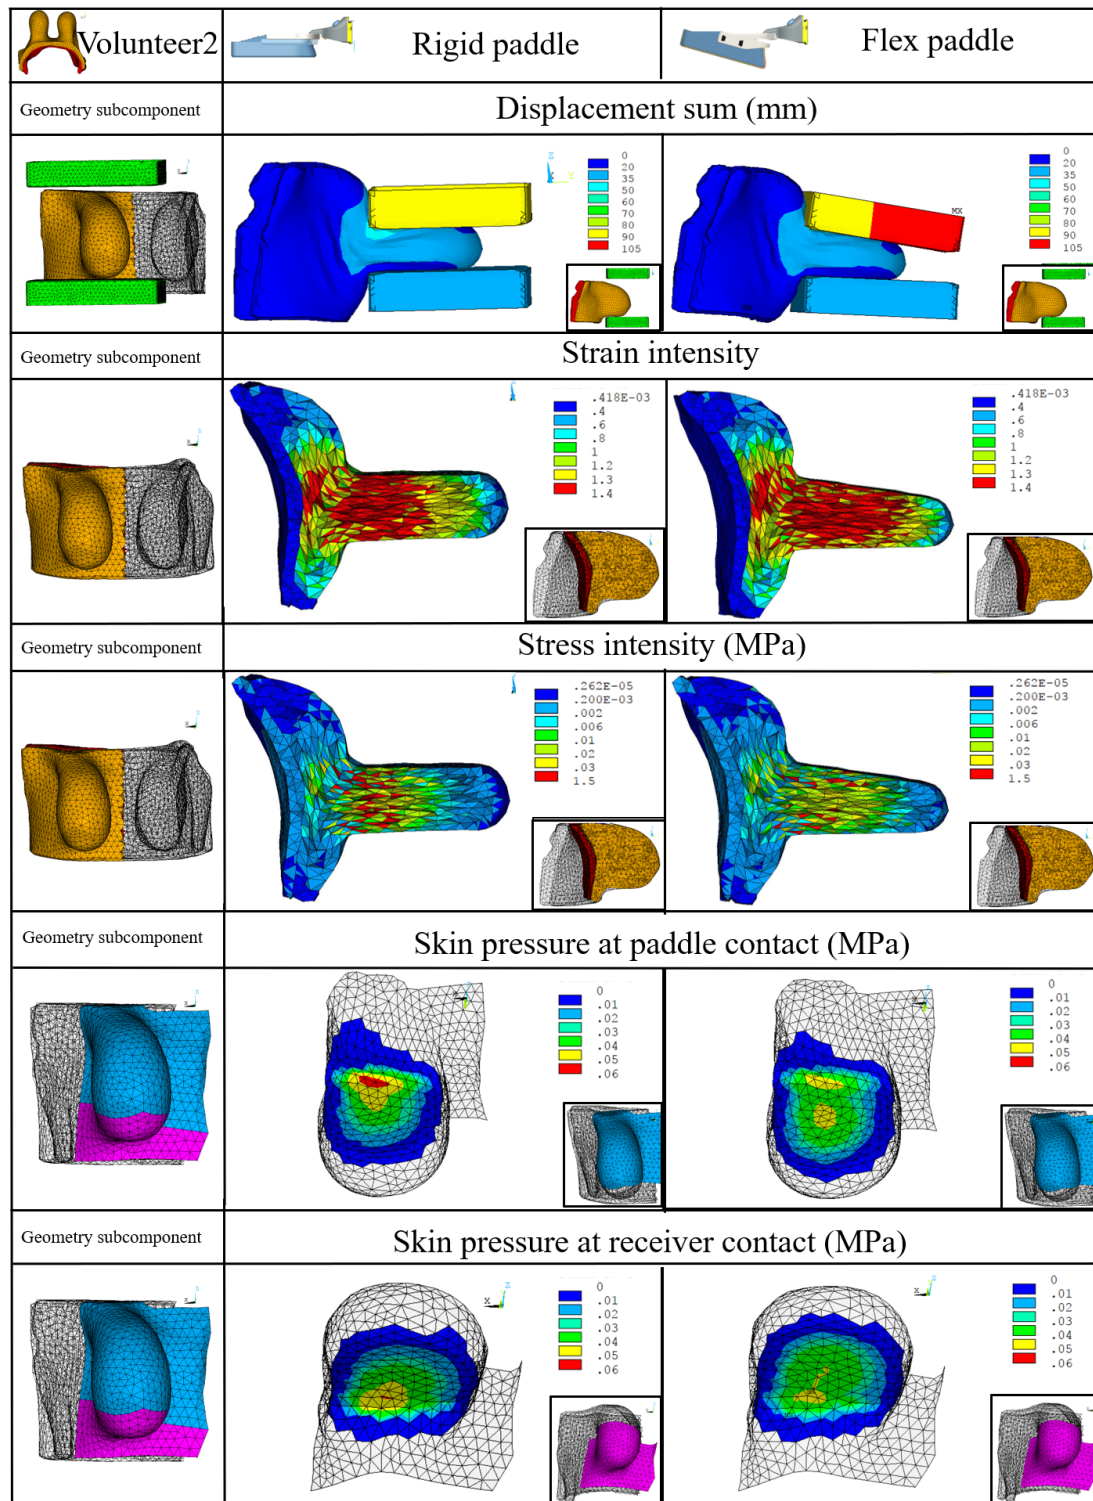 Volunteer2
Rigid paddle
Flex paddle
Geometry subcomponent
Displacement sum (mm)
Z
Y
0
20
35
50
60
70
80
90
105
MX
0
20
35
50
60
70
80
90
105
Geometry subcomponent
Strain intensity
X
.418E-03
.4
.6
.8
1
1.2
1.3
1.4
.418E-03
.4
.6
.8
1
1.2
1.3
1.4
Geometry subcomponent
Stress intensity (MPa)
X
.262E-05
.200E-03
.002
.006
.01
.02
.03
1.5
.262E-05
.200E-03
.002
.006
.01
.02
.03
1.5
Geometry subcomponent
Skin pressure at paddle contact (MPa)
0
.01
.02
.03
.04
.05
.06
0
.01
.02
.03
.04
.05
.06
Geometry subcomponent
Skin pressure at receiver contact (MPa)
X
Z
0
.01
.02
.03
.04
.05
.06
X
Z
0
.01
.02
.03
.04
.05
.06